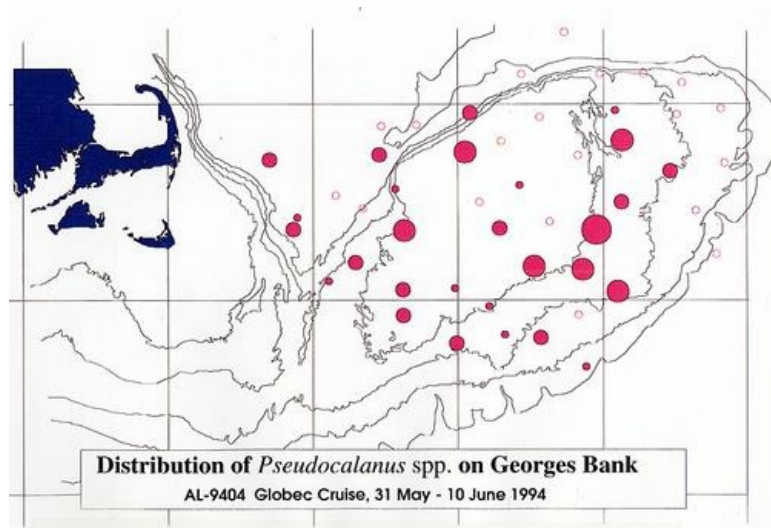 Distribution of Pseudocalanus spp. on Georges Bank
AL-9404 Globec Cruise, 31 May - 10 June 1994